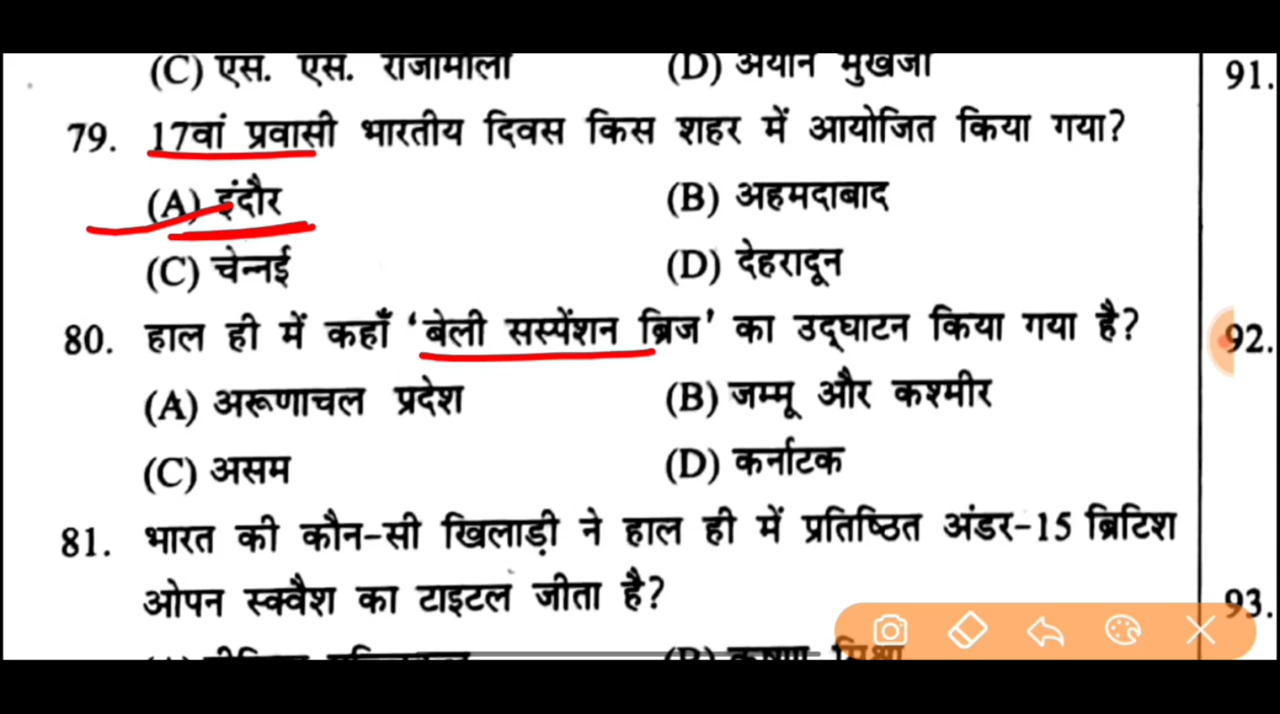 (C) एस. एस. राजामौली (D) अयान मुखर्जी
79. 17वां प्रवासी भारतीय दिवस किस शहर में आयोजित किया गया?
(A) इंदौर (B) अहमदाबाद
(C) चेन्नई (D) देहरादून
80. हाल ही में कहाँ ‘बेली सस्पेंशन ब्रिज’ का उद्घाटन किया गया है?
(A) अरूणाचल प्रदेश (B) जम्मू और कश्मीर
(C) असम (D) कर्नाटक
81. भारत की कौन-सी खिलाड़ी ने हाल ही में प्रतिष्ठित अंडर-15 ब्रिटिश
ओपन स्क्वैश का टाइटल जीता है?
(B)
91.
92.
93.